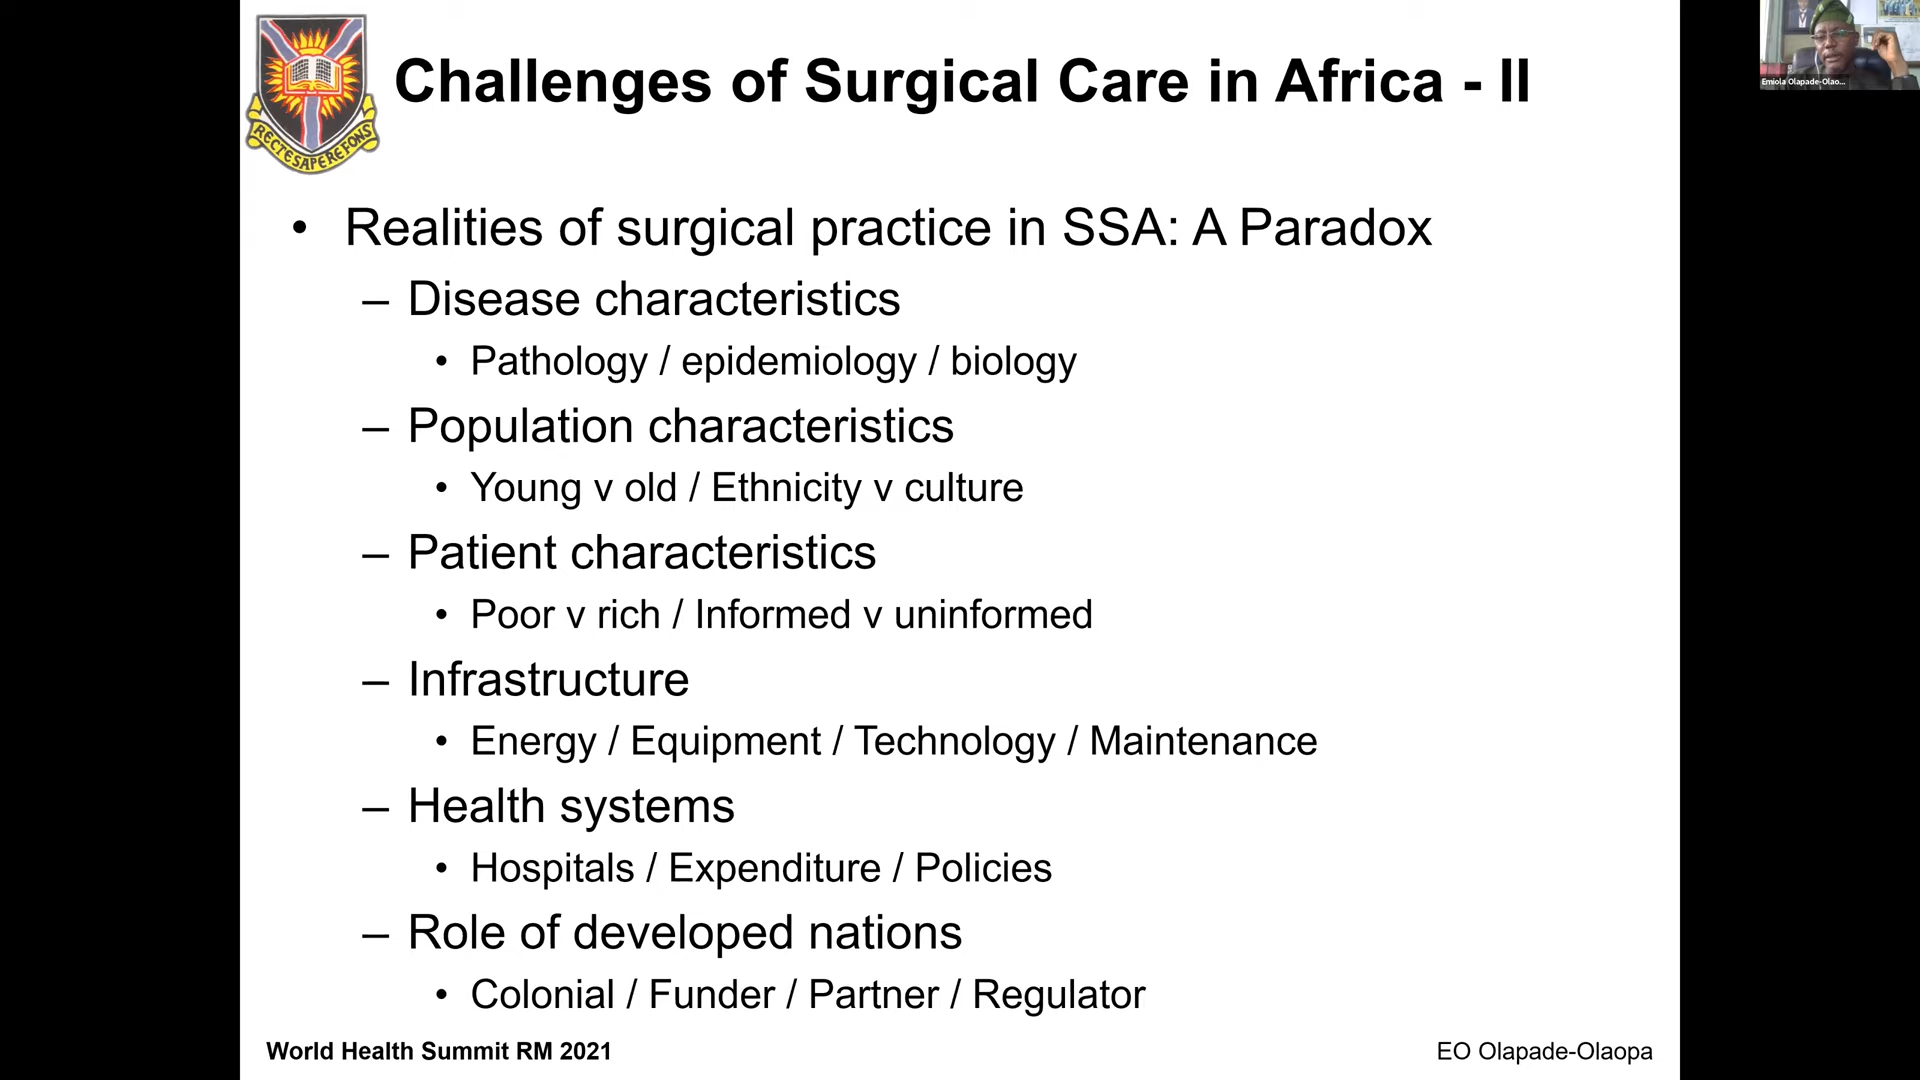 Challenges of Surgical Care in Africa - II
RECTE SAPERE FONS
• Realities of surgical practice in SSA: A Paradox
– Disease characteristics
• Pathology / epidemiology / biology
– Population characteristics
• Young v old / Ethnicity v culture
– Patient characteristics
• Poor v rich / Informed v uninformed
– Infrastructure
• Energy / Equipment / Technology / Maintenance
– Health systems
• Hospitals / Expenditure / Policies
– Role of developed nations
• Colonial / Funder / Partner / Regulator
World Health Summit RM 2021
EO Olapade-Olaopa
Emiola Olapade-Olao...